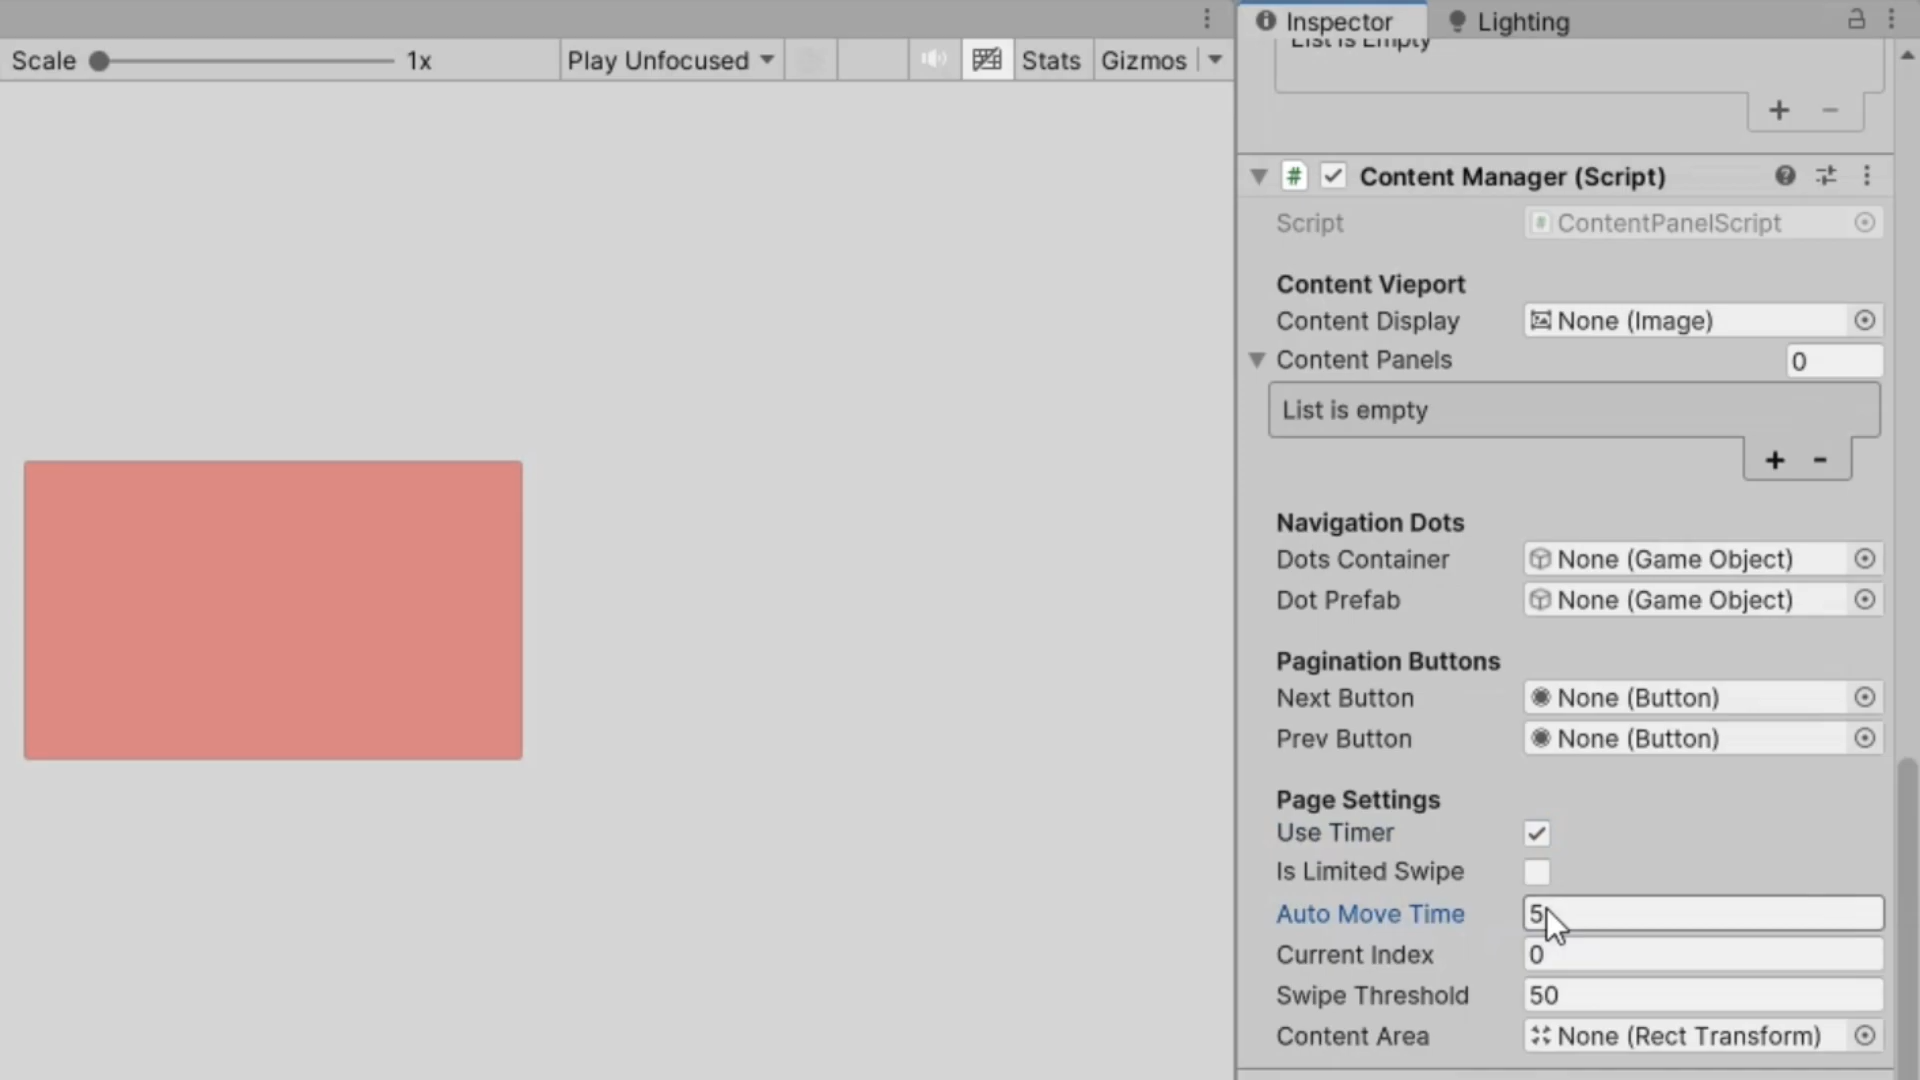 Scale 1x Play Unfocused Stats Gizmos
Inspector Lighting
List is Empty
+ −
# Content Manager (Script)
Script # ContentPanelScript
Content Vieport
Content Display None (Image)
Content Panels 0
List is empty
+ -
Navigation Dots
Dots Container None (Game Object)
Dot Prefab None (Game Object)
Pagination Buttons
Next Button None (Button)
Prev Button None (Button)
Page Settings
Use Timer
Is Limited Swipe
Auto Move Time 5
Current Index 0
Swipe Threshold 50
Content Area None (Rect Transform)